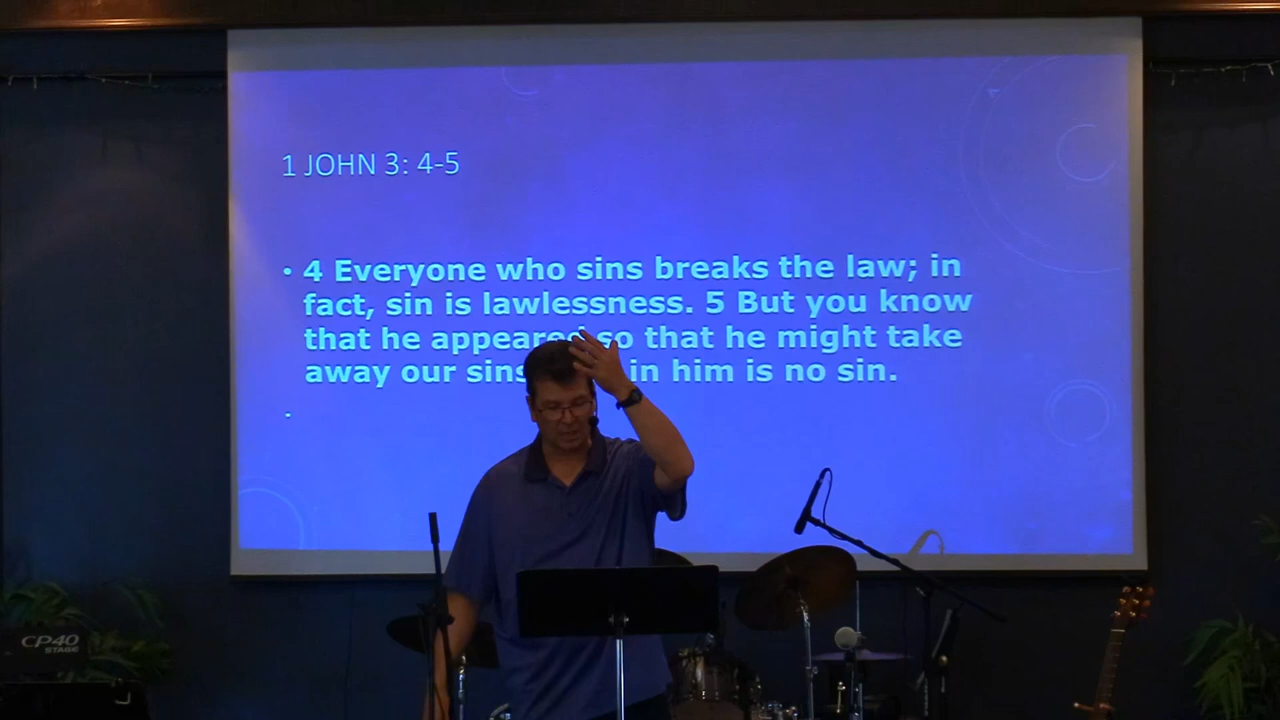 1 JOHN 3: 4-5
• 4 Everyone who sins breaks the law; in
fact, sin is lawlessness. 5 But you know
that he appeared so that he might take
away our sins in him is no sin.
CP40
STAGE